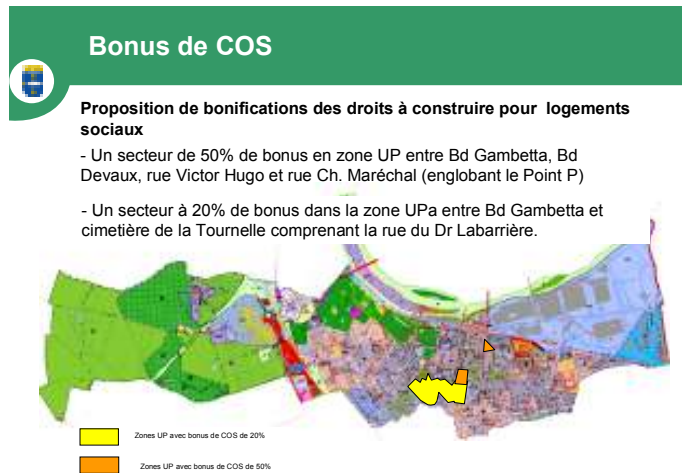 Bonus de COS
Proposition de bonifications des droits à construire pour logements
sociaux
- Un secteur de 50% de bonus en zone UP entre Bd Gambetta, Bd
Devaux, rue Victor Hugo et rue Ch. Maréchal (englobant le Point P)
- Un secteur à 20% de bonus dans la zone UPa entre Bd Gambetta et
cimetière de la Tournelle comprenant la rue du Dr Labarrière.
Zones UP avec bonus de COS de 20%
Zones UP avec bonus de COS de 50%